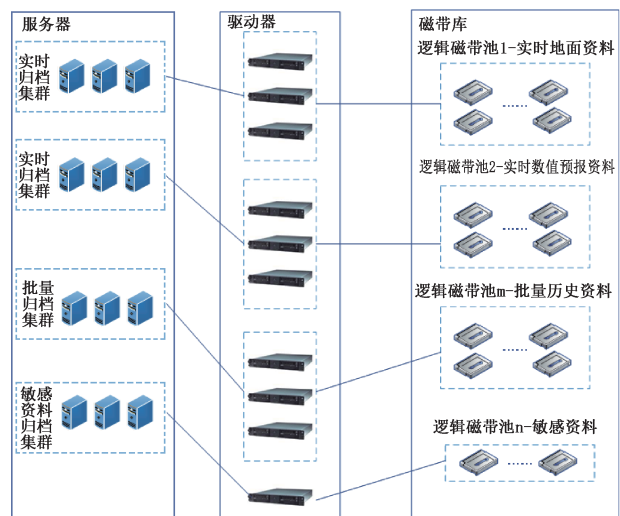 服务器
驱动器
磁带库
实时
归档
集群
实时
归档
集群
批量
归档
集群
敏感
资料
归档
集群
逻辑磁带池1-实时地面资料
......
逻辑磁带池2-实时数值预报资料
......
逻辑磁带池m-批量历史资料
......
......
逻辑磁带池n-敏感资料
......